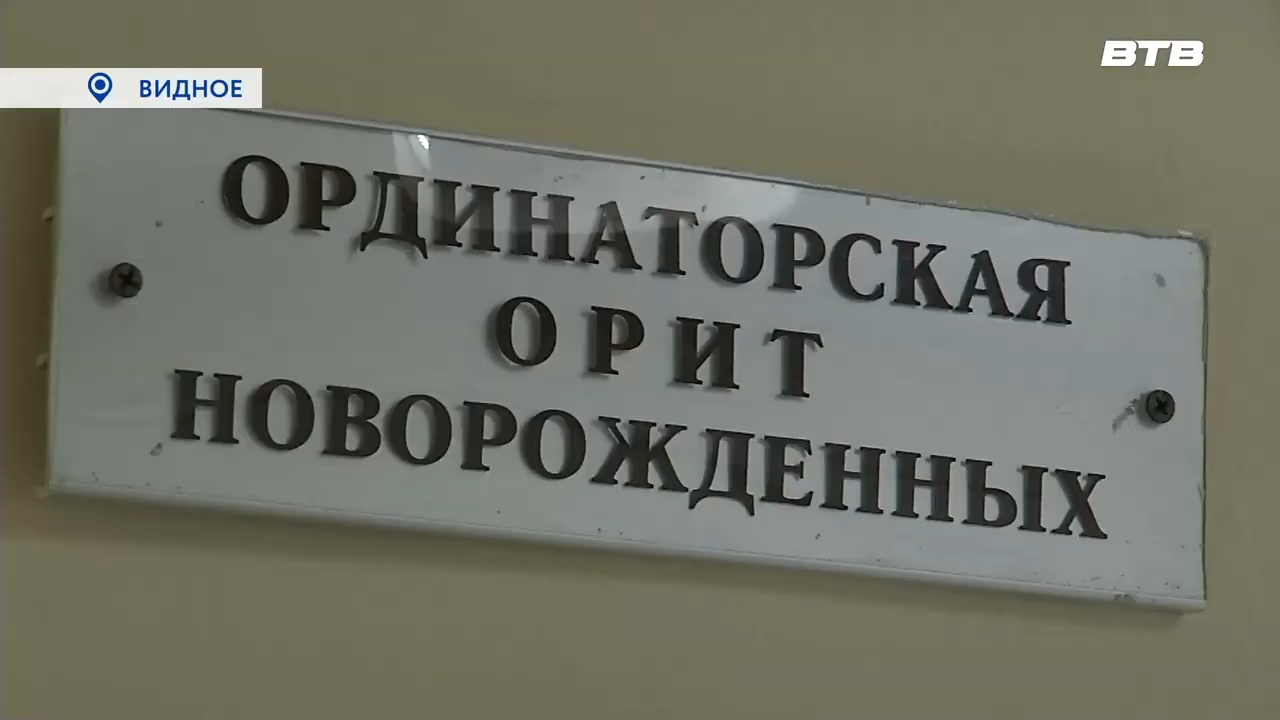 ВТВ
ВИДНОЕ
ОРДИНАТОРСКАЯ
ОРИТ
НОВОРОЖДЕННЫХ